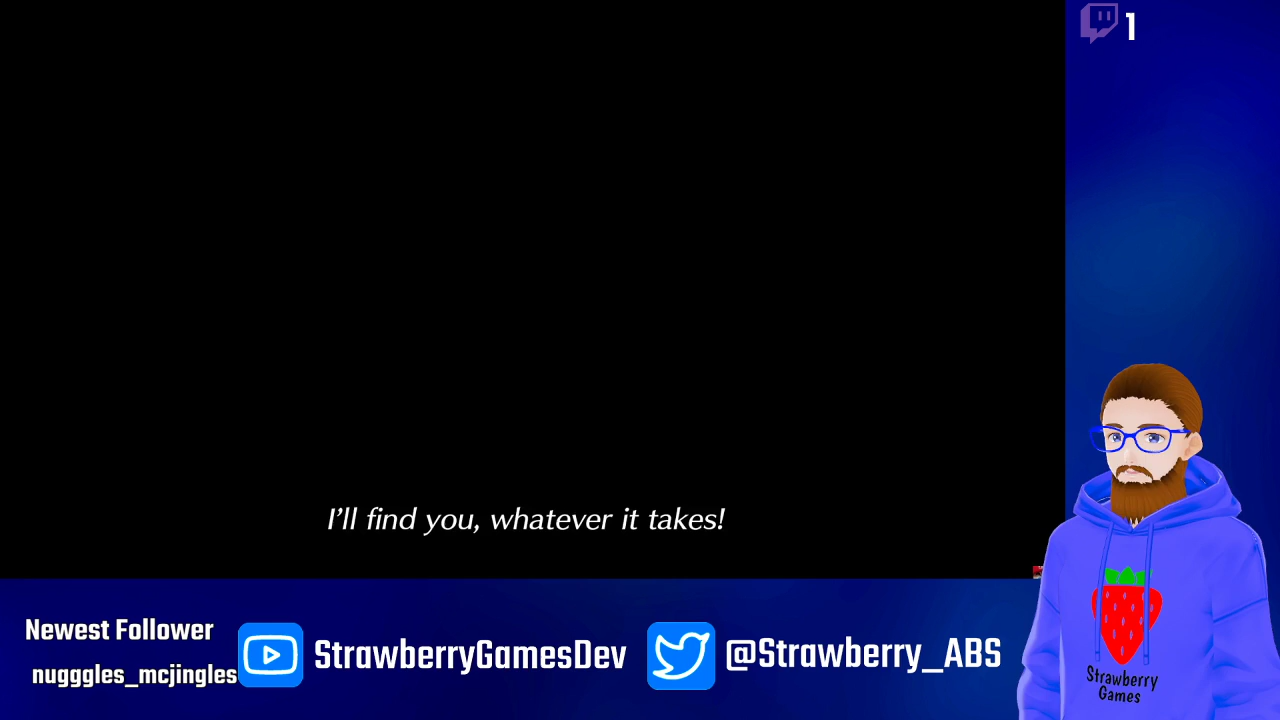 1
I'll find you, whatever it takes!
Newest Follower
nugggles_mcjingles
StrawberryGamesDev
@Strawberry_ABS
Strawberry
Games